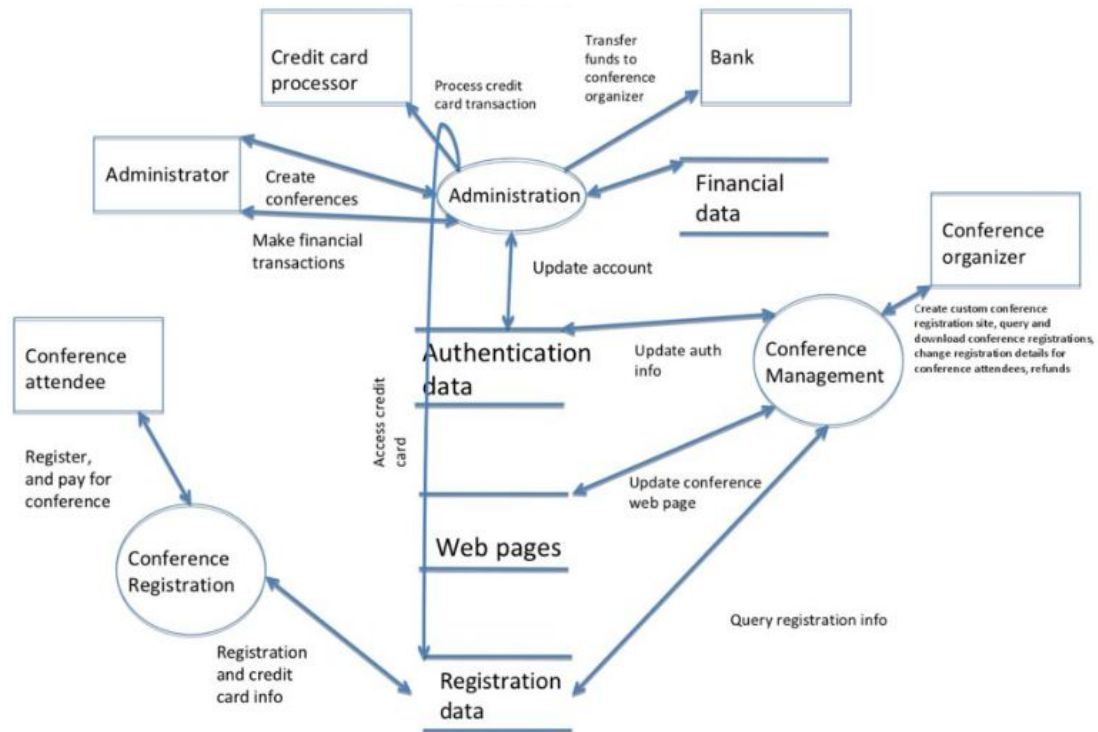 Credit card
processor
Process credit
card transaction
Transfer
funds to
conference
organizer
Bank
Administrator
Create
conferences
Make financial
transactions
Administration
Financial
data
Update account
Conference
organizer
Create custom conference
registration site, query and
download conference registrations,
change registration details for
conference attendees, refunds
Conference
attendee
Authentication
data
Update auth
info
Conference
Management
Access credit
card
Register,
and pay for
conference
Update conference
web page
Conference
Registration
Web pages
Query registration info
Registration
and credit
card info
Registration
data